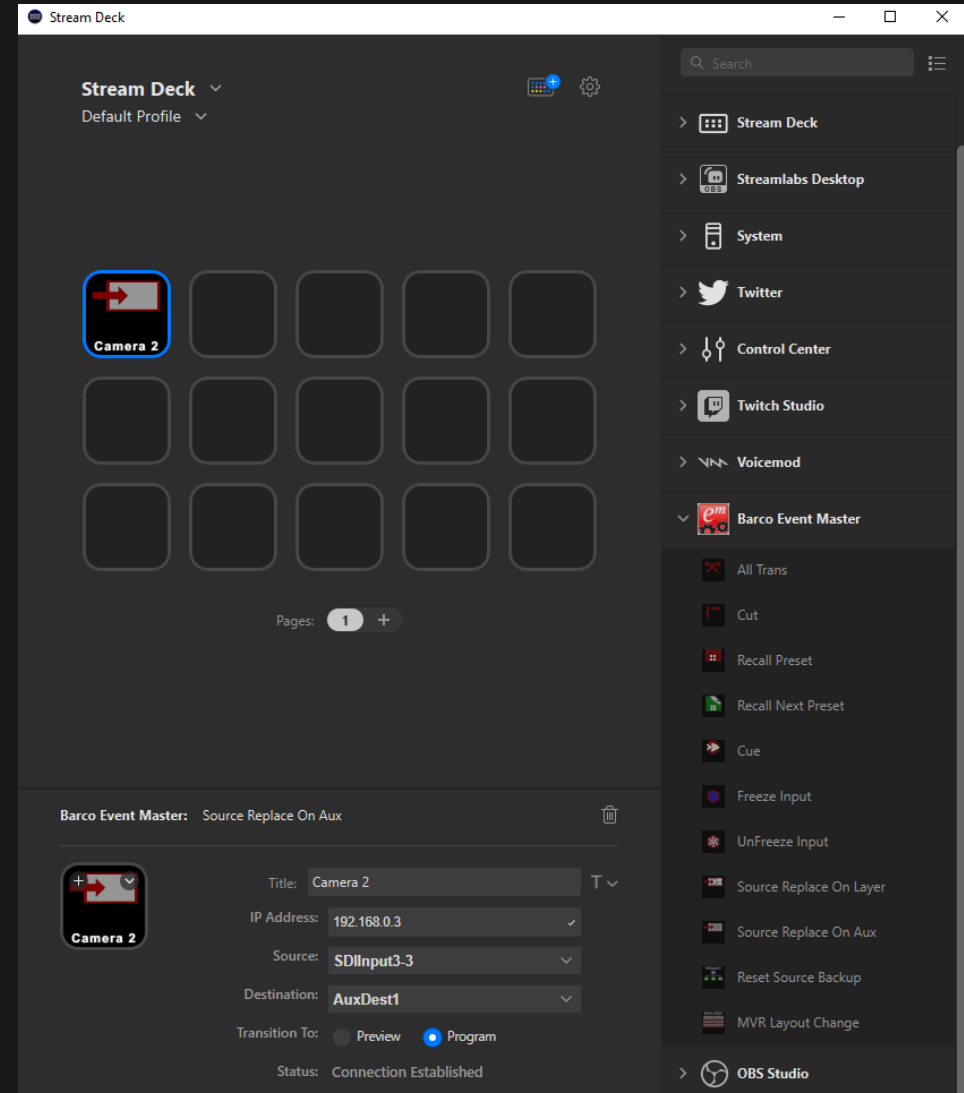 Stream Deck
Stream Deck
Default Profile
Camera 2
Pages: 1 +
Barco Event Master: Source Replace On Aux
Camera 2
Title: Camera 2
T
IP Address: 192.168.0.3
Source: SDIInput3-3
Destination: AuxDest1
Transition To: Preview Program
Status: Connection Established
Search
Stream Deck
OBS
Streamlabs Desktop
System
Twitter
Control Center
Twitch Studio
Voicemod
em
Barco Event Master
All Trans
Cut
Recall Preset
Recall Next Preset
Cue
Freeze Input
UnFreeze Input
Source Replace On Layer
Source Replace On Aux
Reset Source Backup
MVR Layout Change
OBS Studio